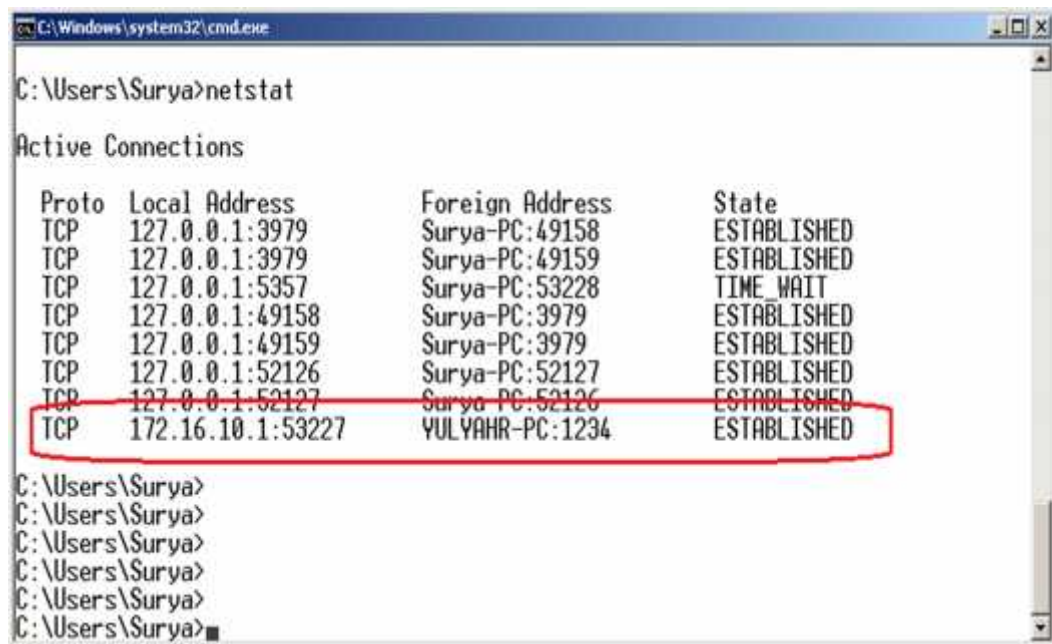 C:\Windows\system32\cmd.exe
C:\Users\Surya>netstat
Active Connections
Proto Local Address Foreign Address State
TCP 127.0.0.1:3979 Surya-PC:49158 ESTABLISHED
TCP 127.0.0.1:3979 Surya-PC:49159 ESTABLISHED
TCP 127.0.0.1:5357 Surya-PC:53228 TIME_WAIT
TCP 127.0.0.1:49158 Surya-PC:3979 ESTABLISHED
TCP 127.0.0.1:49159 Surya-PC:3979 ESTABLISHED
TCP 127.0.0.1:52126 Surya-PC:52127 ESTABLISHED
TCP 127.0.0.1:52127 Surya-PC:52126 ESTABLISHED
TCP 172.16.10.1:53227 YULYAHR-PC:1234 ESTABLISHED
C:\Users\Surya>
C:\Users\Surya>
C:\Users\Surya>
C:\Users\Surya>
C:\Users\Surya>
C:\Users\Surya>